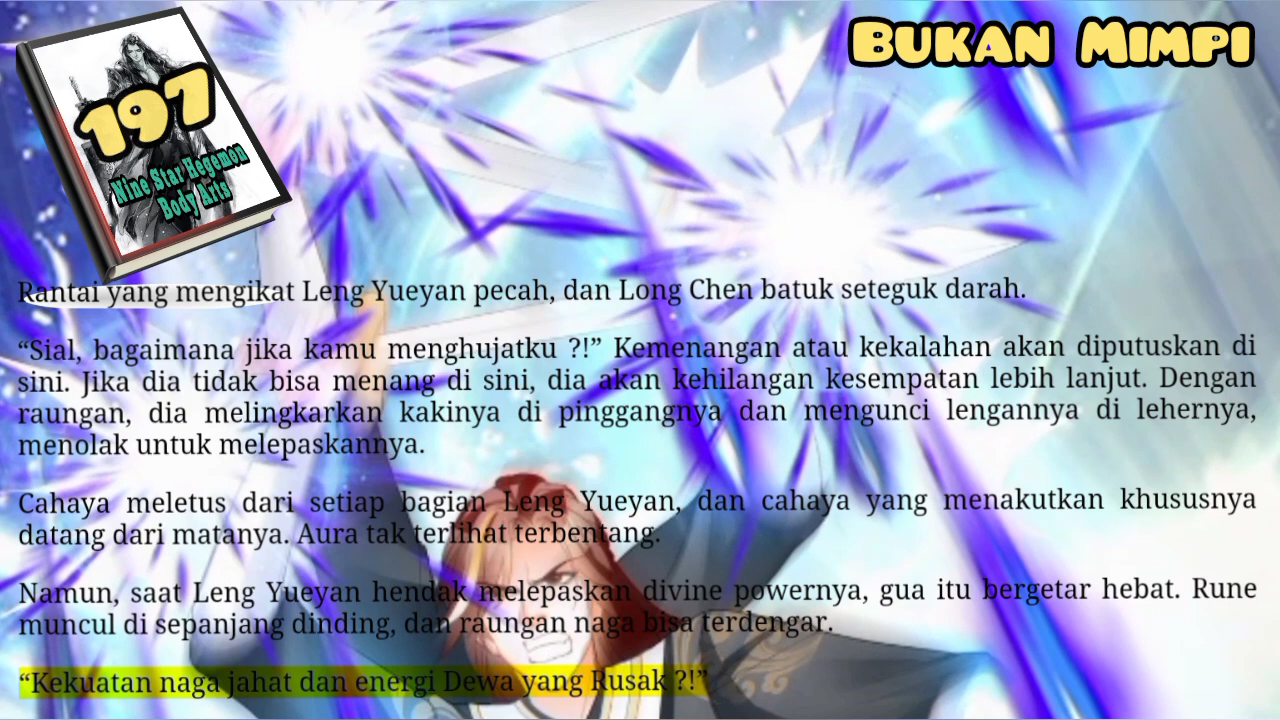 197
Nine Star Hegemon
Body Arts
Bukan Mimpi
Rantai yang mengikat Leng Yueyan pecah, dan Long Chen batuk seteguk darah.
“Sial, bagaimana jika kamu menghujatku ?!” Kemenangan atau kekalahan akan diputuskan di
sini. Jika dia tidak bisa menang di sini, dia akan kehilangan kesempatan lebih lanjut. Dengan
raungan, dia melingkarkan kakinya di pinggangnya dan mengunci lengannya di lehernya,
menolak untuk melepaskannya.
Cahaya meletus dari setiap bagian Leng Yueyan, dan cahaya yang menakutkan khususnya
datang dari matanya. Aura tak terlihat terbentang.
Namun, saat Leng Yueyan hendak melepaskan divine powernya, gua itu bergetar hebat. Rune
muncul di sepanjang dinding, dan raungan naga bisa terdengar.
“Kekuatan naga jahat dan energi Dewa yang Rusak ?!”